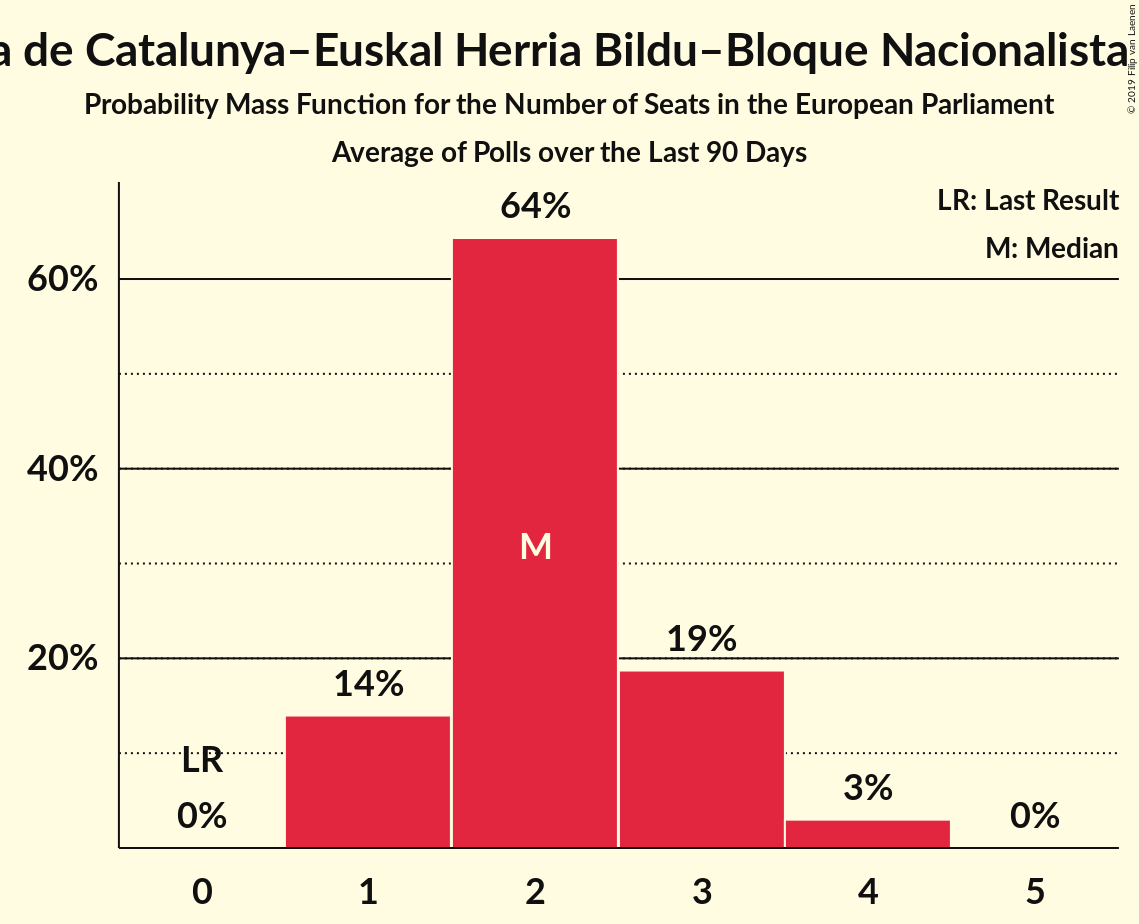 a de Catalunya–Euskal Herria Bildu–Bloque Nacionalista
Probability Mass Function for the Number of Seats in the European Parliament
Average of Polls over the Last 90 Days
© 2019 Filip van Laenen
LR: Last Result
M: Median
64%
60%
40%
M
20%
19%
14%
LR
0%
3%
0%
0 1 2 3 4 5